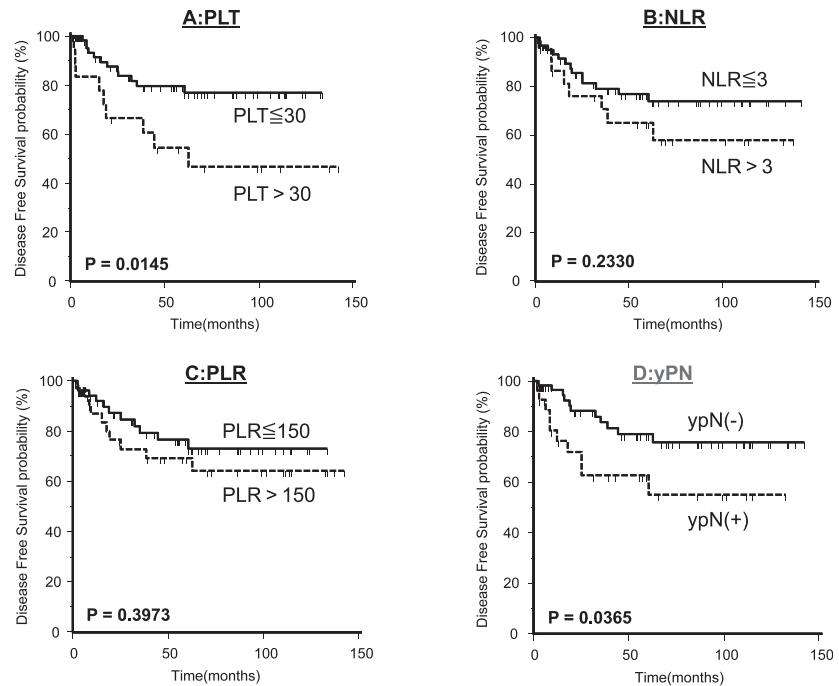 A:PLT
Disease Free Survival probability (%)
100
80
60
40
20
0
PLT≦30
PLT > 30
P = 0.0145
0 50 100 150
Time(months)
B:NLR
Disease Free Survival probability (%)
100
80
60
40
20
0
NLR≦3
NLR > 3
P = 0.2330
0 50 100 150
Time(months)
C:PLR
Disease Free Survival probability (%)
100
80
60
40
20
0
PLR≦150
PLR > 150
P = 0.3973
0 50 100 150
Time(months)
D:yPN
Disease Free Survival probability (%)
100
80
60
40
20
0
ypN(-)
ypN(+)
P = 0.0365
0 50 100 150
Time(months)